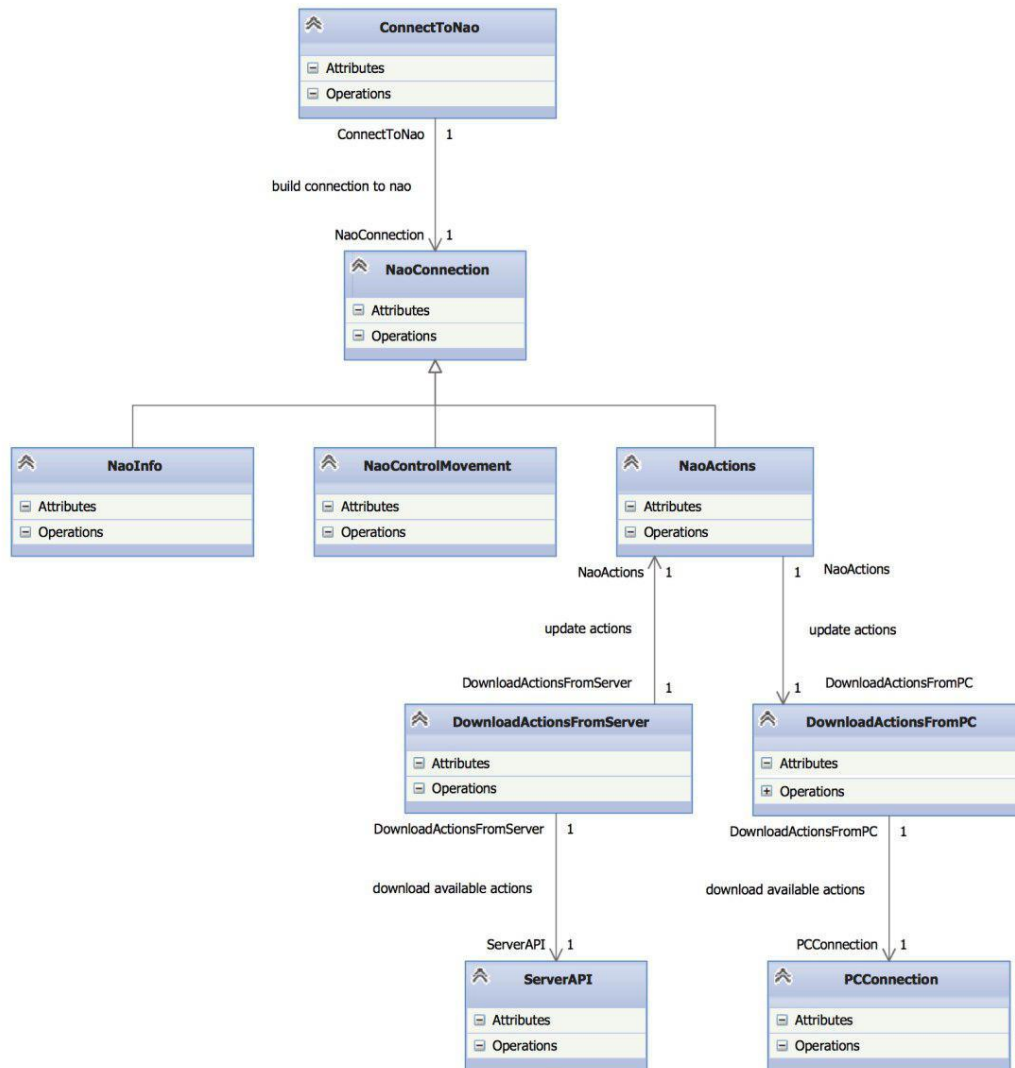 ConnectToNao
Attributes
Operations
ConnectToNao 1
build connection to nao
NaoConnection 1
NaoConnection
Attributes
Operations
NaoInfo
Attributes
Operations
NaoControlMovement
Attributes
Operations
NaoActions
Attributes
Operations
NaoActions 1
1 NaoActions
update actions
update actions
DownloadActionsFromServer 1
1 DownloadActionsFromPC
DownloadActionsFromServer
Attributes
Operations
DownloadActionsFromPC
Attributes
Operations
DownloadActionsFromServer 1
DownloadActionsFromPC 1
download available actions
download available actions
ServerAPI 1
PCConnection 1
ServerAPI
Attributes
Operations
PCConnection
Attributes
Operations